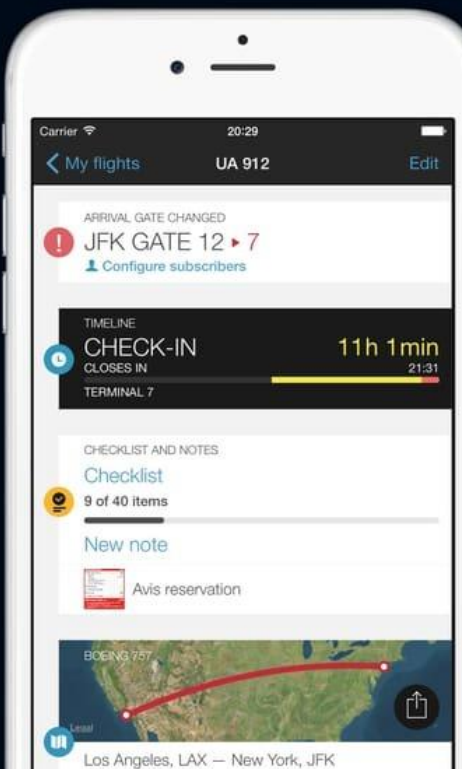 Carrier 20:29
My flights UA 912 Edit
ARRIVAL GATE CHANGED
JFK GATE 12 ▸ 7
Configure subscribers
TIMELINE
CHECK-IN 11h 1min
CLOSES IN 21:31
TERMINAL 7
CHECKLIST AND NOTES
Checklist
9 of 40 items
New note
Avis reservation
BOEING 757
Legal
Los Angeles, LAX — New York, JFK